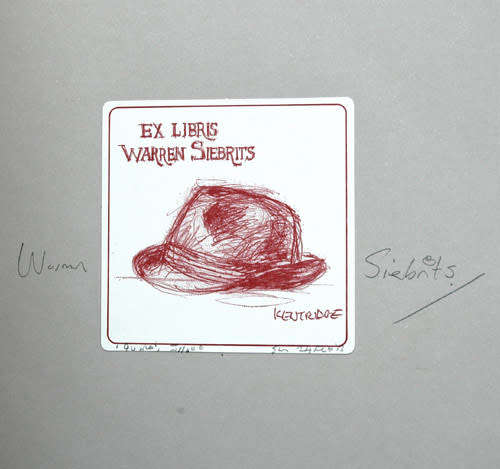 EX LIBRIS
WARREN SIEBRITS
Warren Siebrits
KENTRIDGE